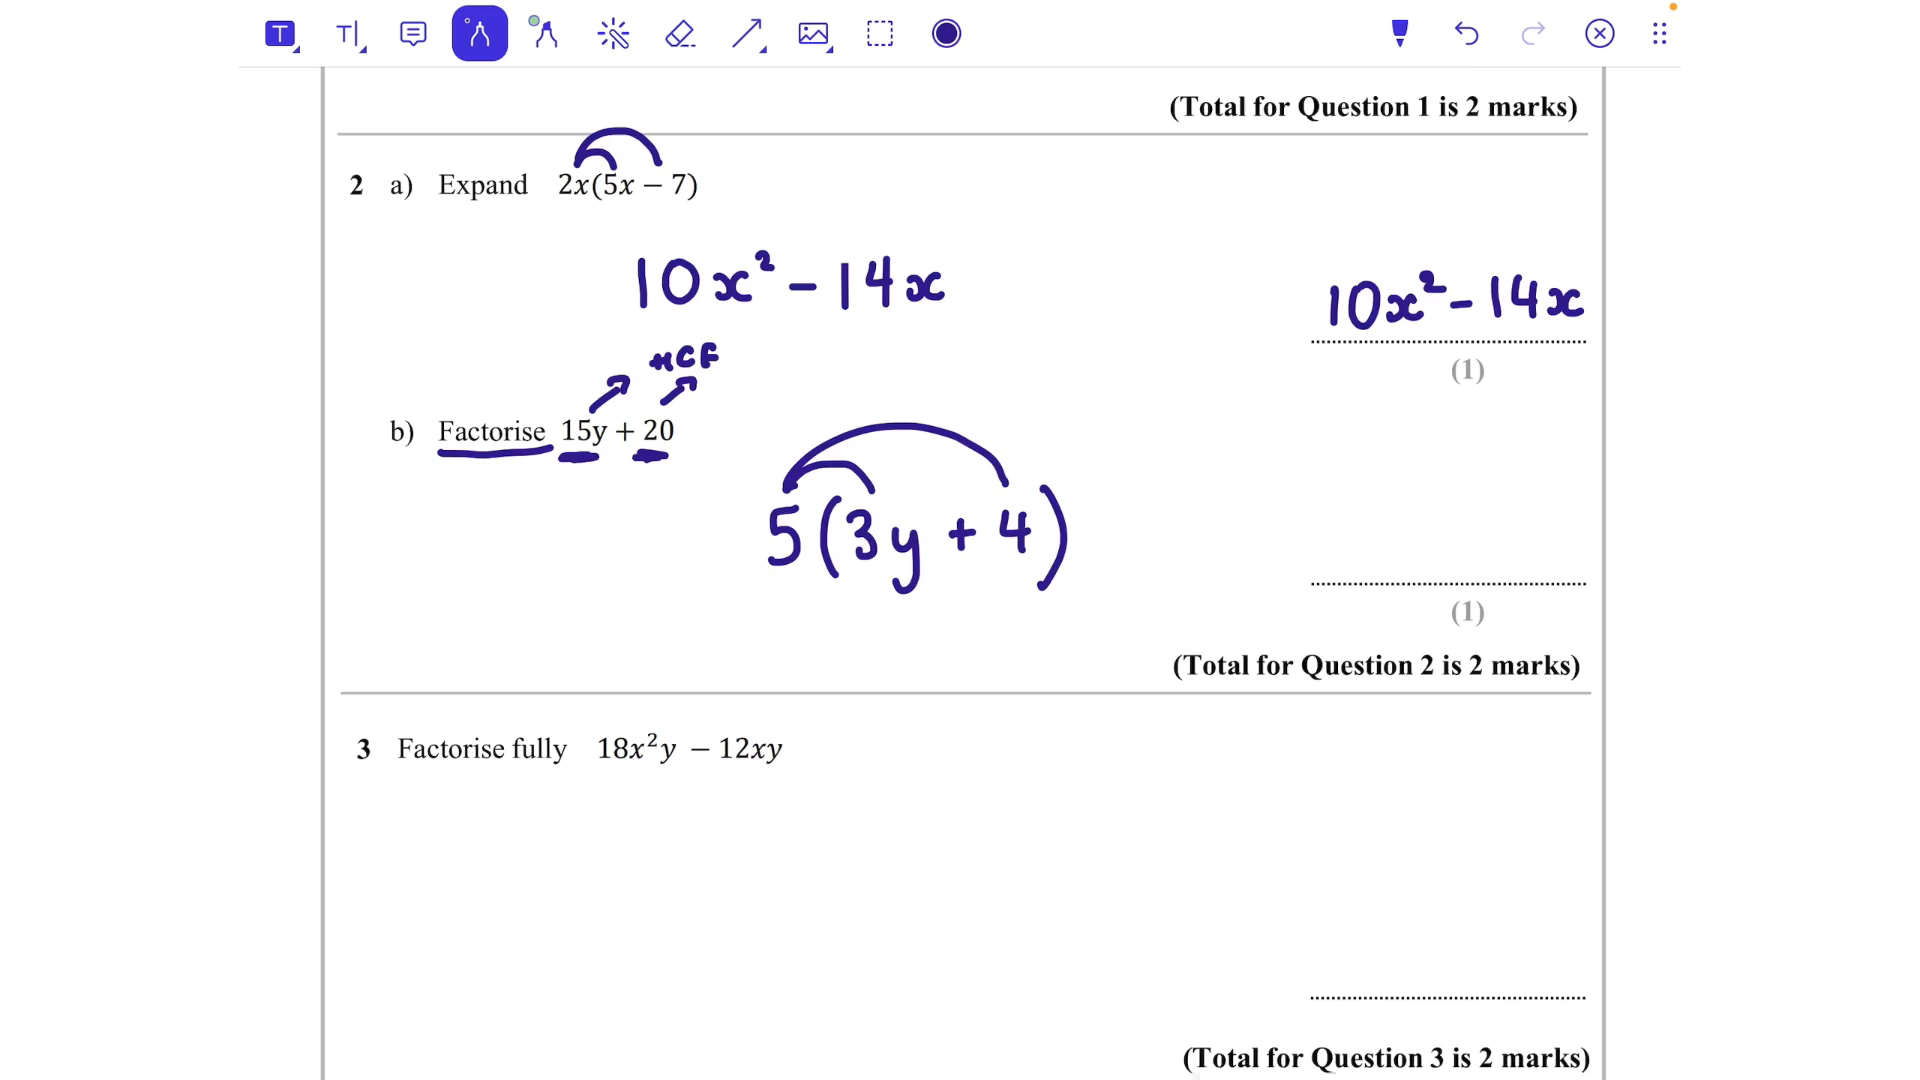 (Total for Question 1 is 2 marks)
2 a) Expand 2x(5x − 7)
10x² − 14x
10x² − 14x
(1)
HCF
b) Factorise 15y + 20
5(3y + 4)
(1)
(Total for Question 2 is 2 marks)
3 Factorise fully 18x²y − 12xy
(Total for Question 3 is 2 marks)